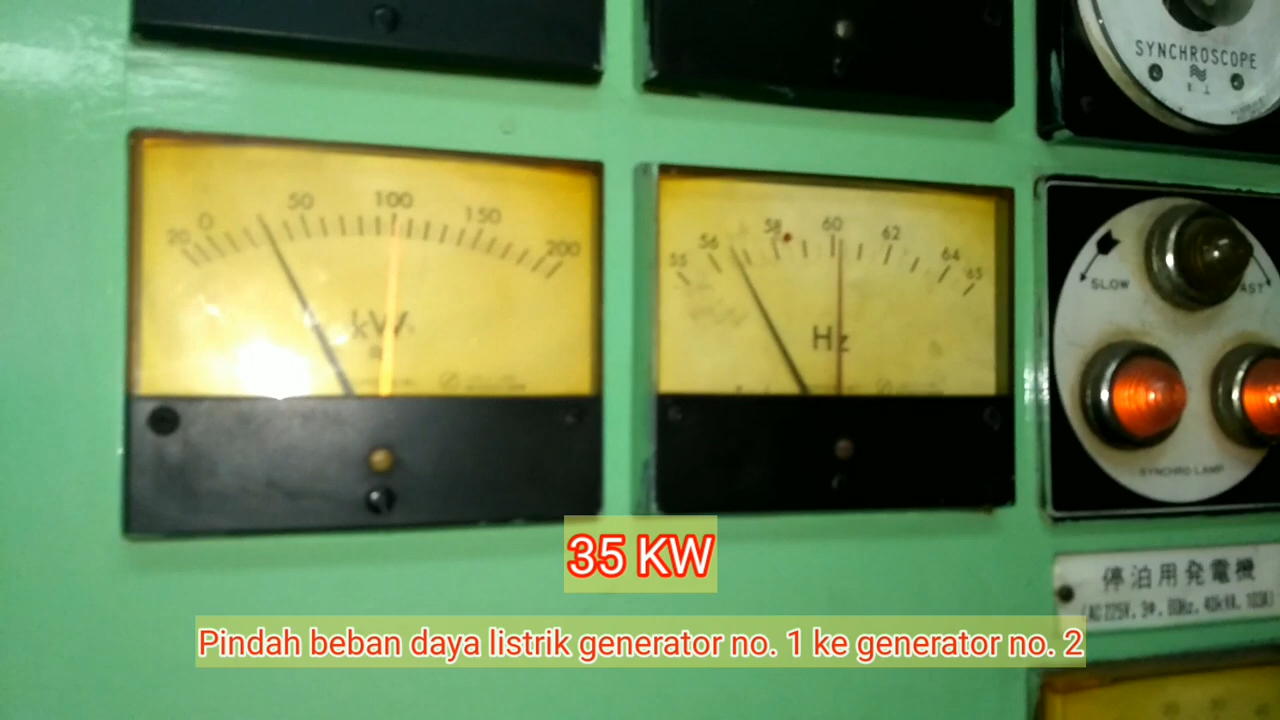 SYNCHROSCOPE
20 0 50 100 150 200
kW
55 56 58 60 62 64 65
Hz
SLOW
SYNCHRO LAMP
35 KW
停泊用発電機
Pindah beban daya listrik generator no. 1 ke generator no. 2